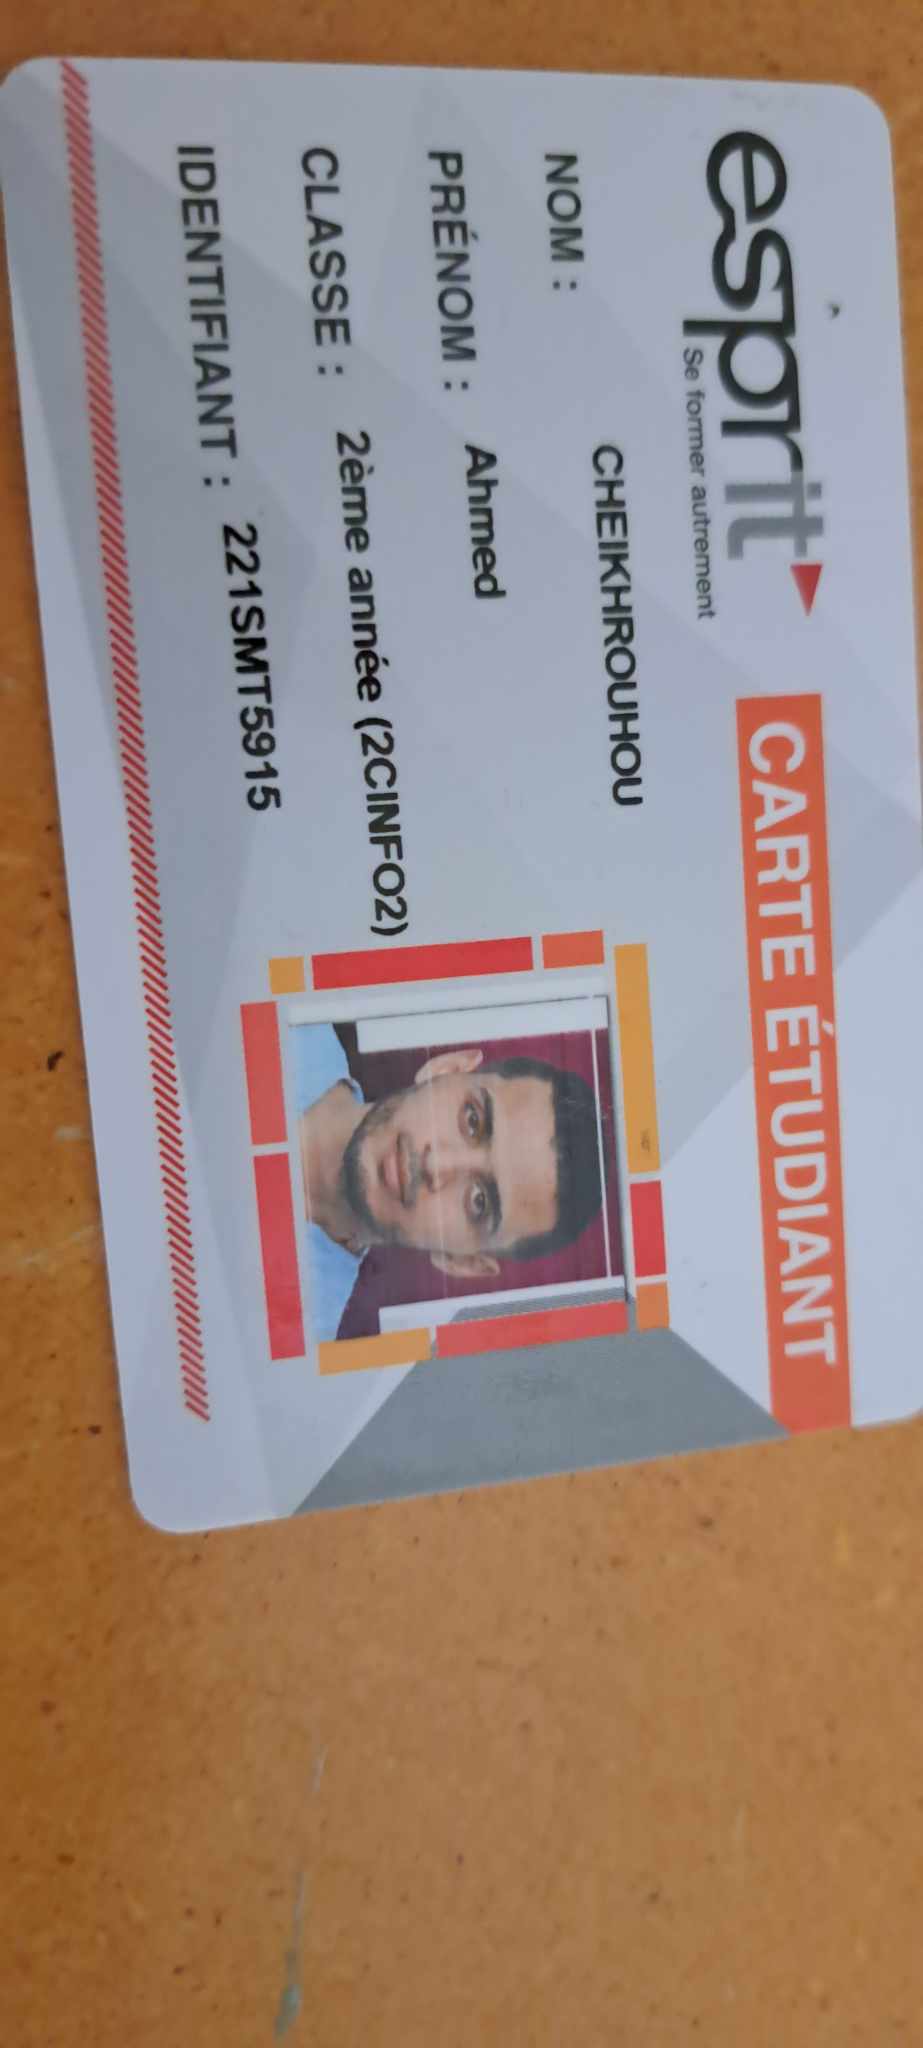 esprit
Se former autrement
CARTE ÉTUDIANT
NOM : CHEIKHROUHOU
PRÉNOM : Ahmed
CLASSE : 2ème année (2CINFO2)
IDENTIFIANT : 221SMT5915